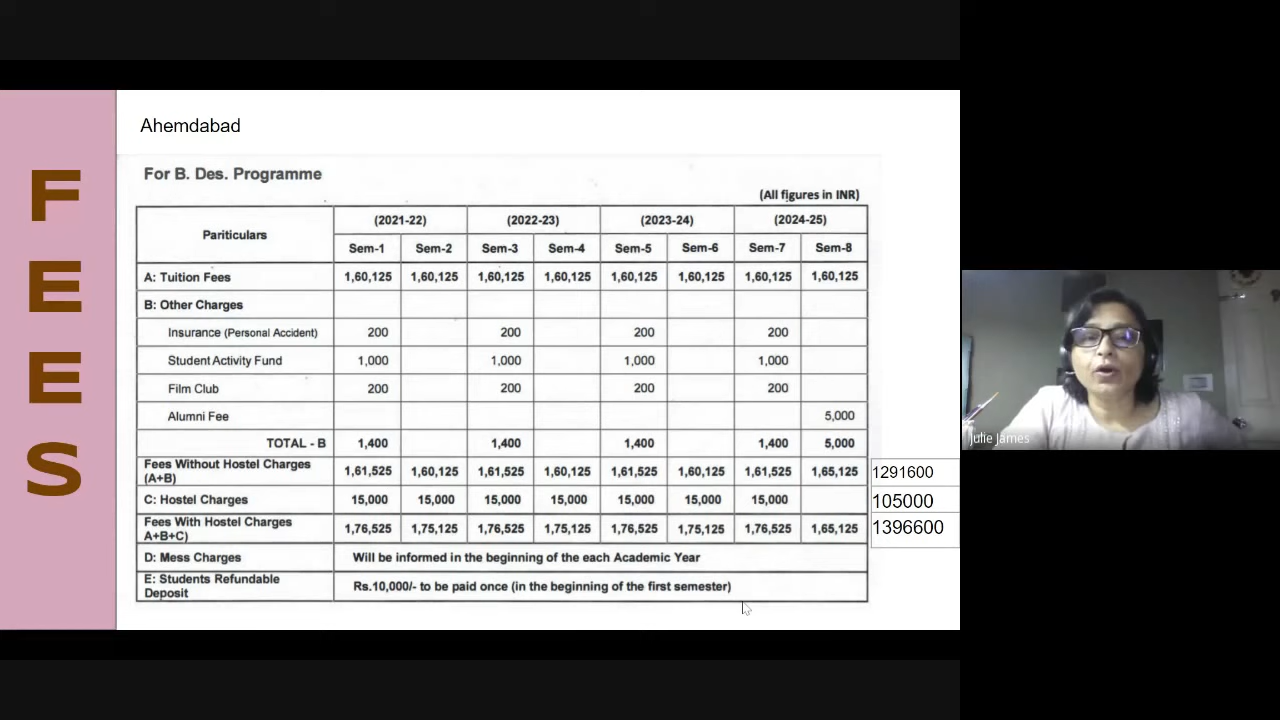 FEES
Ahemdabad
For B. Des. Programme
(All figures in INR)
Pariticulars (2021-22) (2022-23) (2023-24) (2024-25)
Sem-1 Sem-2 Sem-3 Sem-4 Sem-5 Sem-6 Sem-7 Sem-8
A: Tuition Fees 1,60,125 1,60,125 1,60,125 1,60,125 1,60,125 1,60,125 1,60,125 1,60,125
B: Other Charges
Insurance (Personal Accident) 200 200 200 200
Student Activity Fund 1,000 1,000 1,000 1,000
Film Club 200 200 200 200
Alumni Fee 5,000
TOTAL - B 1,400 1,400 1,400 1,400 5,000
Fees Without Hostel Charges
(A+B) 1,61,525 1,60,125 1,61,525 1,60,125 1,61,525 1,60,125 1,61,525 1,65,125 1291600
C: Hostel Charges 15,000 15,000 15,000 15,000 15,000 15,000 15,000 105000
Fees With Hostel Charges
A+B+C) 1,76,525 1,75,125 1,76,525 1,75,125 1,76,525 1,75,125 1,76,525 1,65,125 1396600
D: Mess Charges Will be informed in the beginning of the each Academic Year
E: Students Refundable
Deposit Rs.10,000/- to be paid once (in the beginning of the first semester)
Julie James